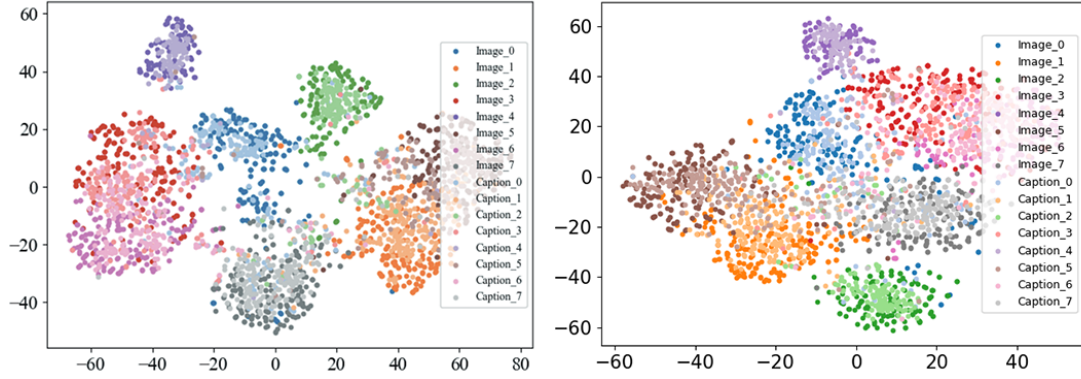 60
40
20
0
−20
−40
−60
−40
−20
0
20
40
60
80
Image_0
Image_1
Image_2
Image_3
Image_4
Image_5
Image_6
Image_7
Caption_0
Caption_1
Caption_2
Caption_3
Caption_4
Caption_5
Caption_6
Caption_7
60
40
20
0
−20
−40
−60
−60
−40
−20
0
20
40
Image_0
Image_1
Image_2
Image_3
Image_4
Image_5
Image_6
Image_7
Caption_0
Caption_1
Caption_2
Caption_3
Caption_4
Caption_5
Caption_6
Caption_7